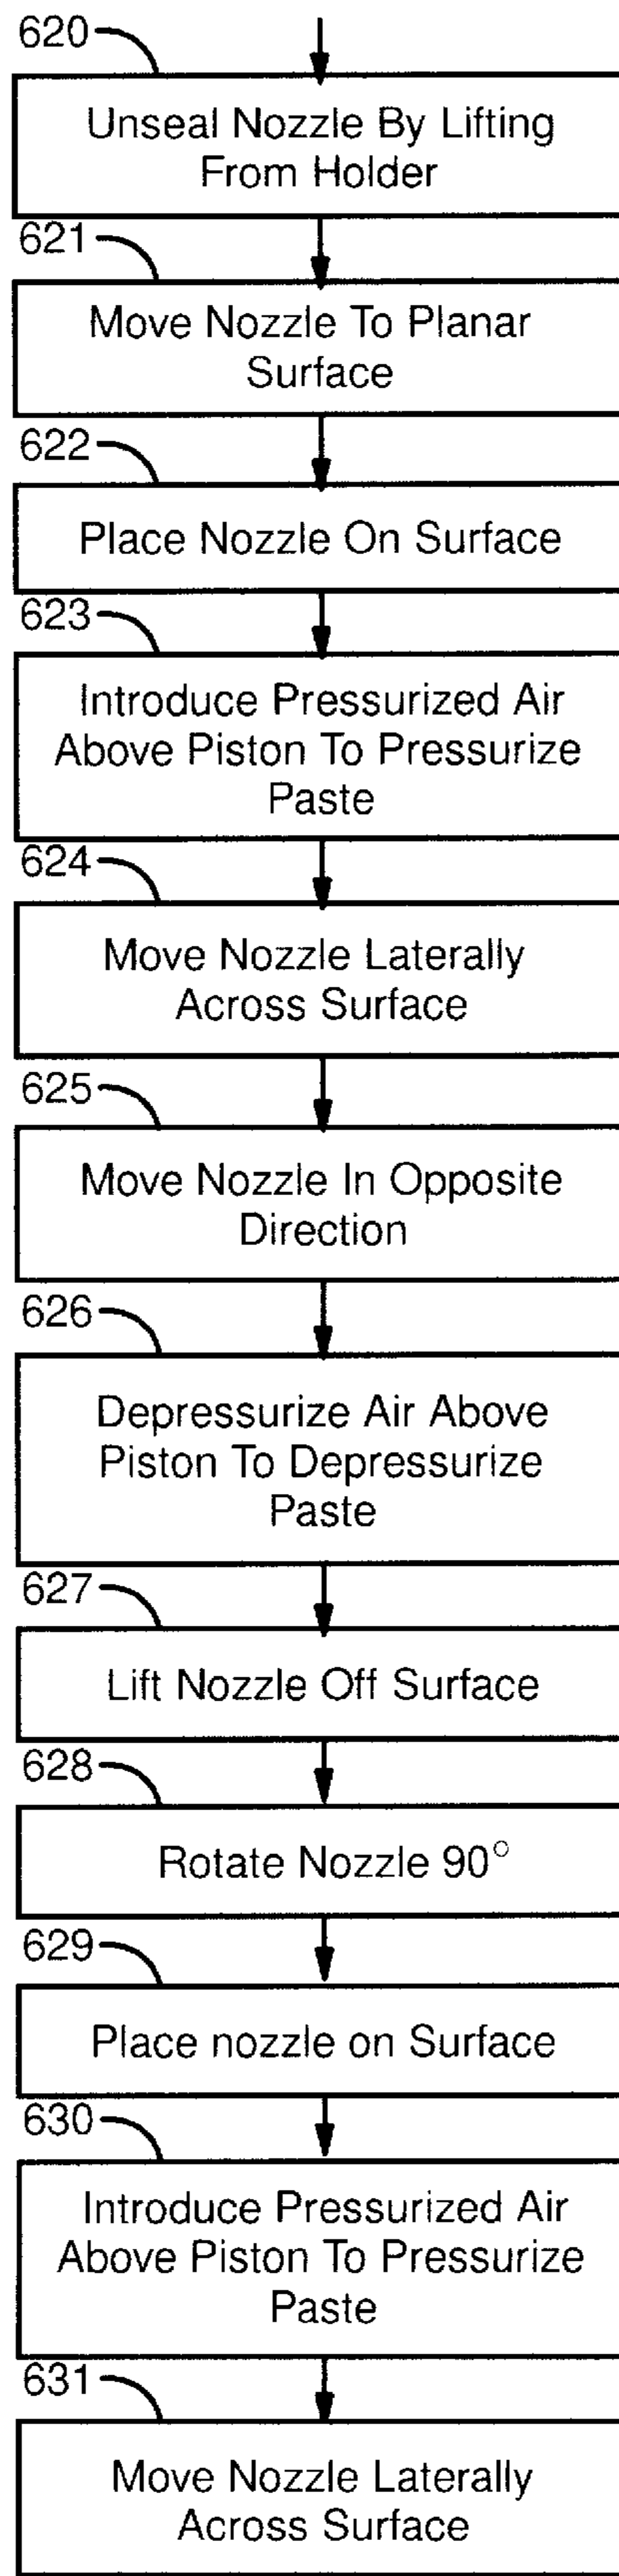 620
Unseal Nozzle By Lifting
From Holder
621
Move Nozzle To Planar
Surface
622
Place Nozzle On Surface
623
Introduce Pressurized Air
Above Piston To Pressurize
Paste
624
Move Nozzle Laterally
Across Surface
625
Move Nozzle In Opposite
Direction
626
Depressurize Air Above
Piston To Depressurize
Paste
627
Lift Nozzle Off Surface
628
Rotate Nozzle 90°
629
Place nozzle on Surface
630
Introduce Pressurized Air
Above Piston To Pressurize
Paste
631
Move Nozzle Laterally
Across Surface